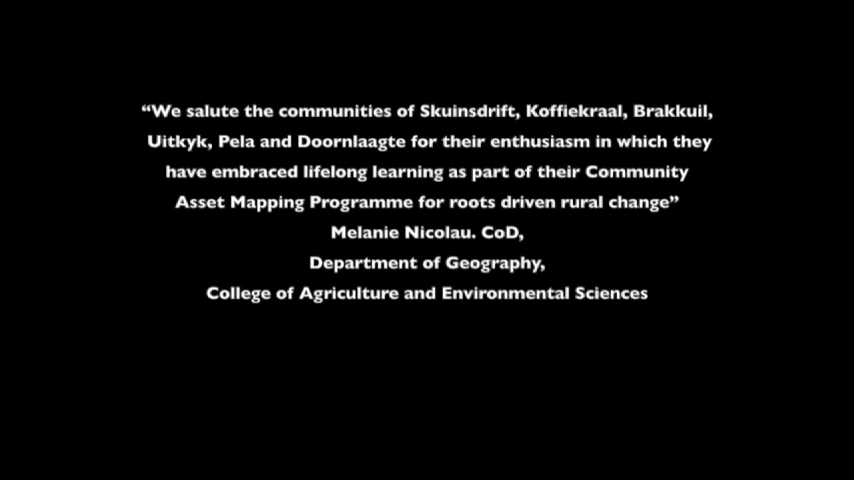 “We salute the communities of Skuinsdrift, Koffiekraal, Brakkuil,
Uitkyk, Pela and Doornlaagte for their enthusiasm in which they
have embraced lifelong learning as part of their Community
Asset Mapping Programme for roots driven rural change”
Melanie Nicolau. CoD,
Department of Geography,
College of Agriculture and Environmental Sciences